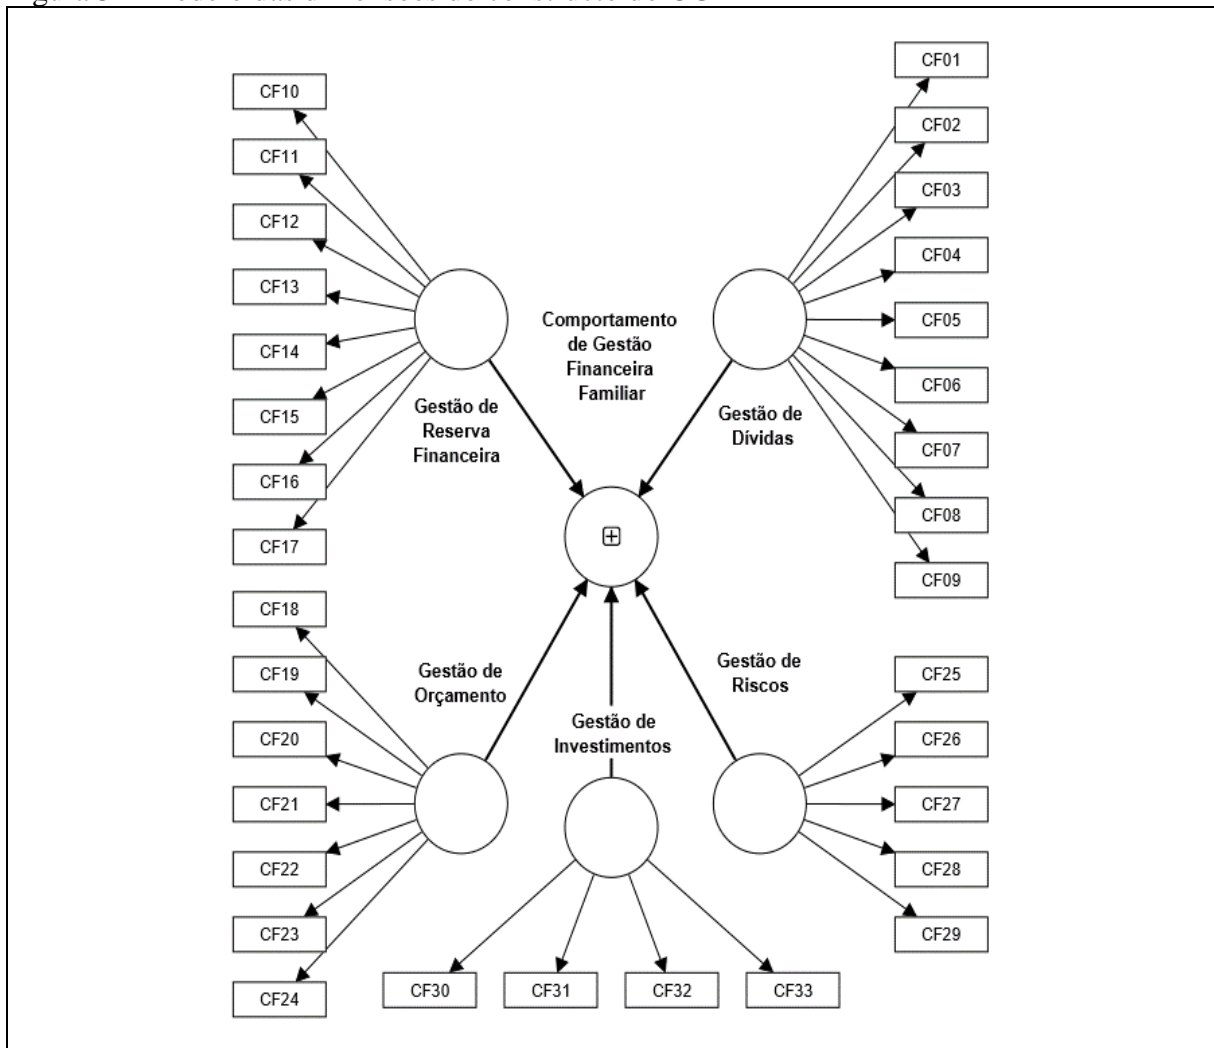 CF10
CF11
CF12
CF13
CF14
CF15
CF16
CF17
CF01
CF02
CF03
CF04
CF05
CF06
CF07
CF08
CF09
Comportamento
de Gestão
Financeira
Familiar
Gestão de
Reserva
Financeira
Gestão de
Dívidas
CF18
CF19
CF20
CF21
CF22
CF23
CF24
Gestão de
Orçamento
Gestão de
Investimentos
Gestão de
Riscos
CF25
CF26
CF27
CF28
CF29
CF30
CF31
CF32
CF33